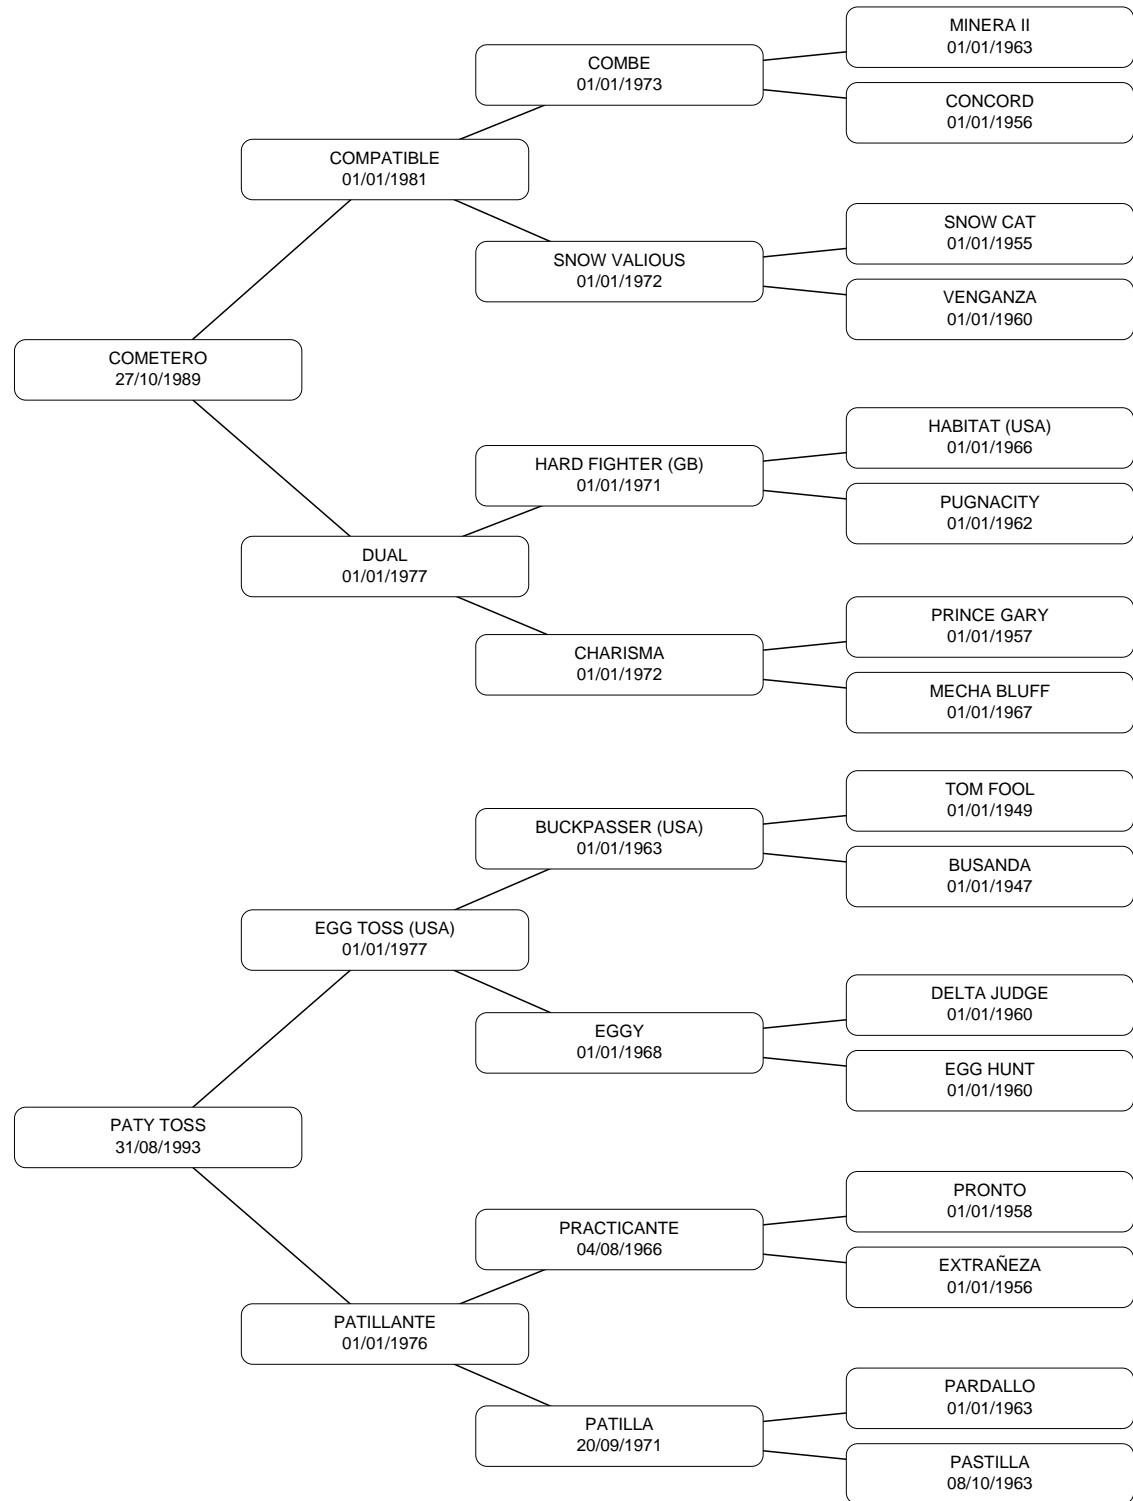 MINERA II
01/01/1963
COMBE
01/01/1973
CONCORD
01/01/1956
COMPATIBLE
01/01/1981
SNOW CAT
01/01/1955
SNOW VALIOUS
01/01/1972
VENGANZA
01/01/1960
COMETERO
27/10/1989
HABITAT (USA)
01/01/1966
HARD FIGHTER (GB)
01/01/1971
PUGNACITY
01/01/1962
DUAL
01/01/1977
PRINCE GARY
01/01/1957
CHARISMA
01/01/1972
MECHA BLUFF
01/01/1967
TOM FOOL
01/01/1949
BUCKPASSER (USA)
01/01/1963
BUSANDA
01/01/1947
EGG TOSS (USA)
01/01/1977
DELTA JUDGE
01/01/1960
EGGY
01/01/1968
EGG HUNT
01/01/1960
PATY TOSS
31/08/1993
PRONTO
01/01/1958
PRACTICANTE
04/08/1966
EXTRAÑEZA
01/01/1956
PATILLANTE
01/01/1976
PARDALLO
01/01/1963
PATILLA
20/09/1971
PASTILLA
08/10/1963